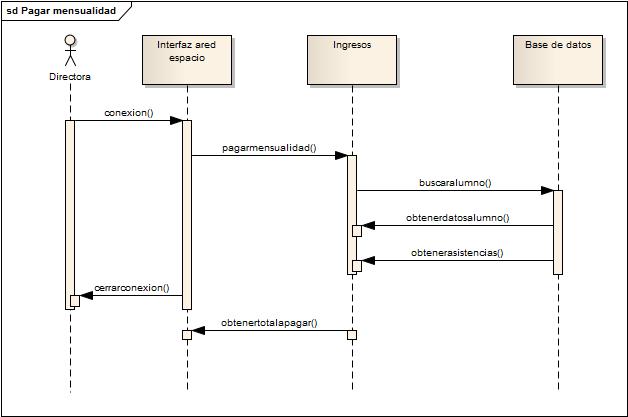 sd Pagar mensualidad
Interfaz ared
espacio
Ingresos
Base de datos
Directora
conexion()
pagarmensualidad()
buscaralumno()
obtenerdatosalumno()
obtenerasistencias()
cerrarconexion()
obtenertotalapagar()